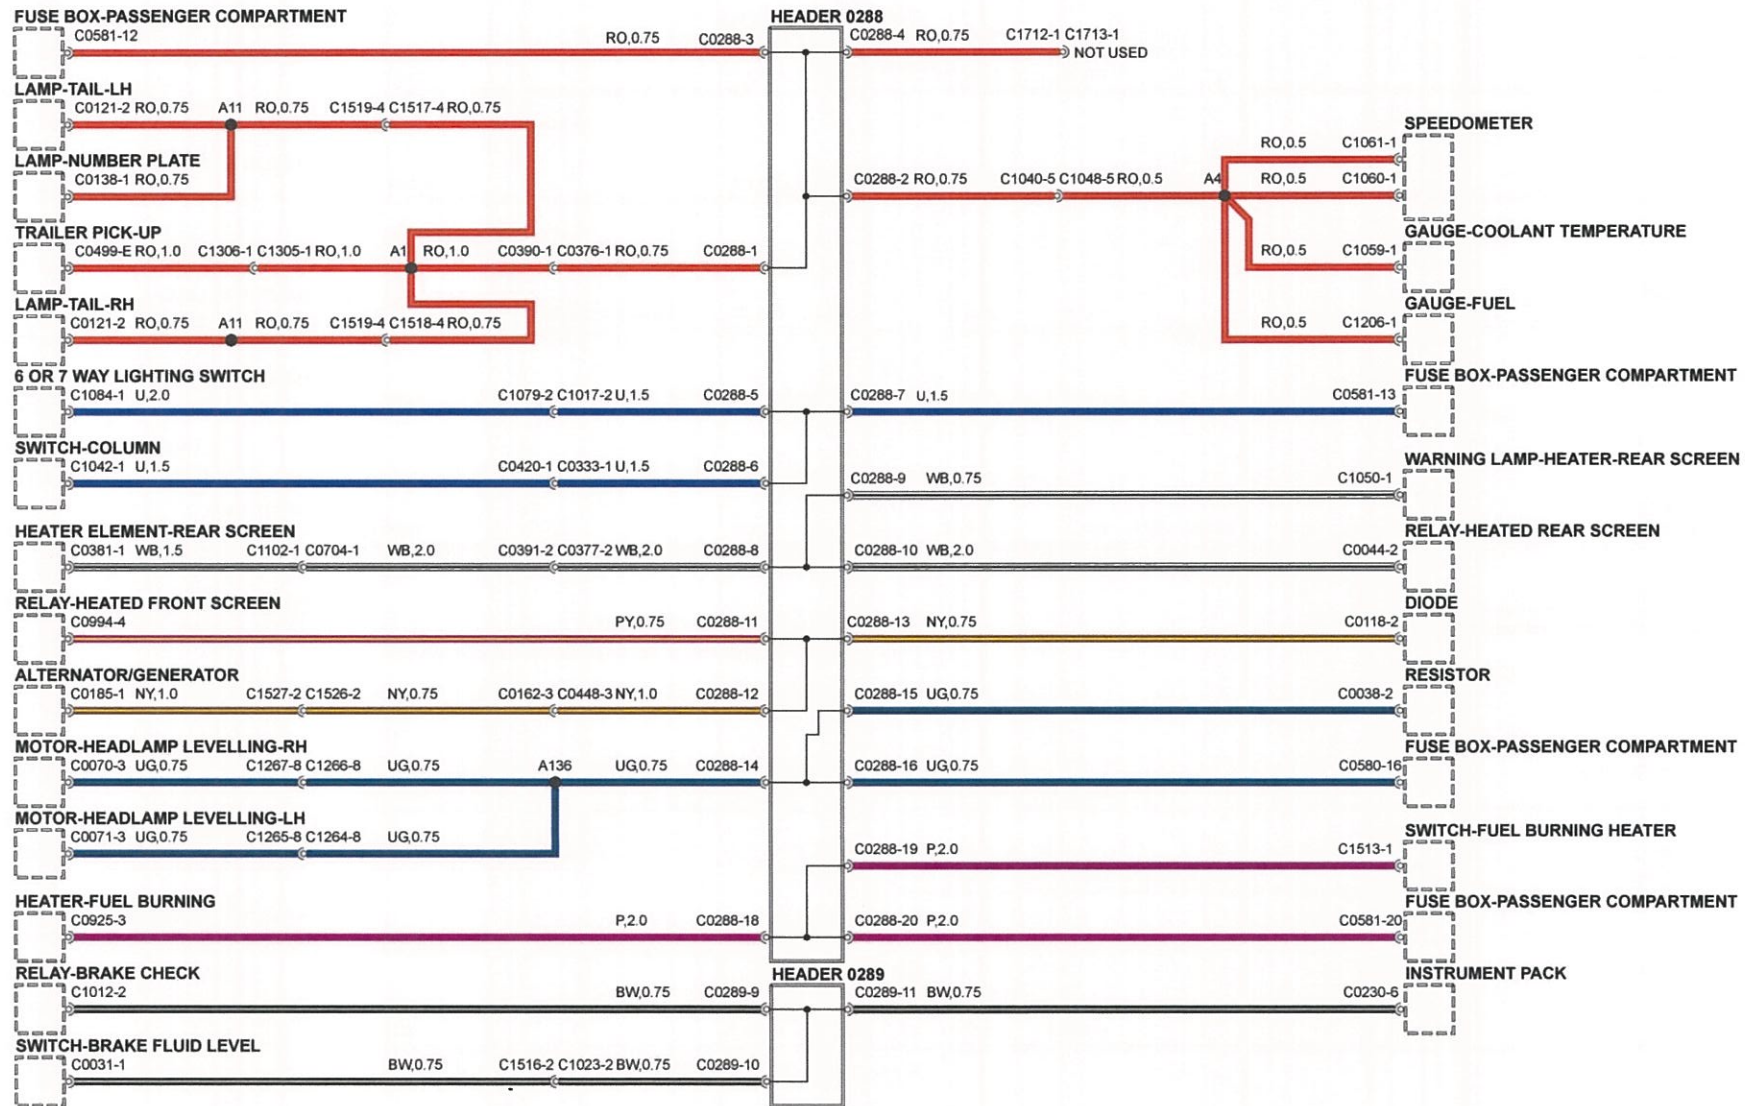 FUSE BOX-PASSENGER COMPARTMENT
HEADER 0288
C0581-12 RO,0.75 C0288-3 C0288-4 RO,0.75 C1712-1 C1713-1
NOT USED
LAMP-TAIL-LH
C0121-2 RO,0.75 A11 RO,0.75 C1519-4 C1517-4 RO,0.75
SPEEDOMETER
RO,0.5 C1061-1
LAMP-NUMBER PLATE
C0138-1 RO,0.75 C0288-2 RO,0.75 C1040-5 C1048-5 RO,0.5 A4 RO,0.5 C1060-1
TRAILER PICK-UP
GAUGE-COOLANT TEMPERATURE
C0499-E RO,1.0 C1306-1 C1305-1 RO,1.0 A1 RO,1.0 C0390-1 C0376-1 RO,0.75 C0288-1 RO,0.5 C1059-1
LAMP-TAIL-RH
GAUGE-FUEL
C0121-2 RO,0.75 A11 RO,0.75 C1519-4 C1518-4 RO,0.75 RO,0.5 C1206-1
6 OR 7 WAY LIGHTING SWITCH
FUSE BOX-PASSENGER COMPARTMENT
C1084-1 U,2.0 C1079-2 C1017-2 U,1.5 C0288-5 C0288-7 U,1.5 C0581-13
SWITCH-COLUMN
C1042-1 U,1.5 C0420-1 C0333-1 U,1.5 C0288-6
WARNING LAMP-HEATER-REAR SCREEN
C0288-9 WB,0.75 C1050-1
HEATER ELEMENT-REAR SCREEN
RELAY-HEATED REAR SCREEN
C0381-1 WB,1.5 C1102-1 C0704-1 WB,2.0 C0391-2 C0377-2 WB,2.0 C0288-8 C0288-10 WB,2.0 C0044-2
RELAY-HEATED FRONT SCREEN
DIODE
C0994-4 PY,0.75 C0288-11 C0288-13 NY,0.75 C0118-2
ALTERNATOR/GENERATOR
RESISTOR
C0185-1 NY,1.0 C1527-2 C1526-2 NY,0.75 C0162-3 C0448-3 NY,1.0 C0288-12 C0288-15 UG,0.75 C0038-2
MOTOR-HEADLAMP LEVELLING-RH
FUSE BOX-PASSENGER COMPARTMENT
C0070-3 UG,0.75 C1267-8 C1266-8 UG,0.75 A136 UG,0.75 C0288-14 C0288-16 UG,0.75 C0580-16
MOTOR-HEADLAMP LEVELLING-LH
C0071-3 UG,0.75 C1265-8 C1264-8 UG,0.75
SWITCH-FUEL BURNING HEATER
C0288-19 P,2.0 C1513-1
HEATER-FUEL BURNING
FUSE BOX-PASSENGER COMPARTMENT
C0925-3 P,2.0 C0288-18 C0288-20 P,2.0 C0581-20
RELAY-BRAKE CHECK
HEADER 0289
INSTRUMENT PACK
C1012-2 BW,0.75 C0289-9 C0289-11 BW,0.75 C0230-6
SWITCH-BRAKE FLUID LEVEL
C0031-1 BW,0.75 C1516-2 C1023-2 BW,0.75 C0289-10